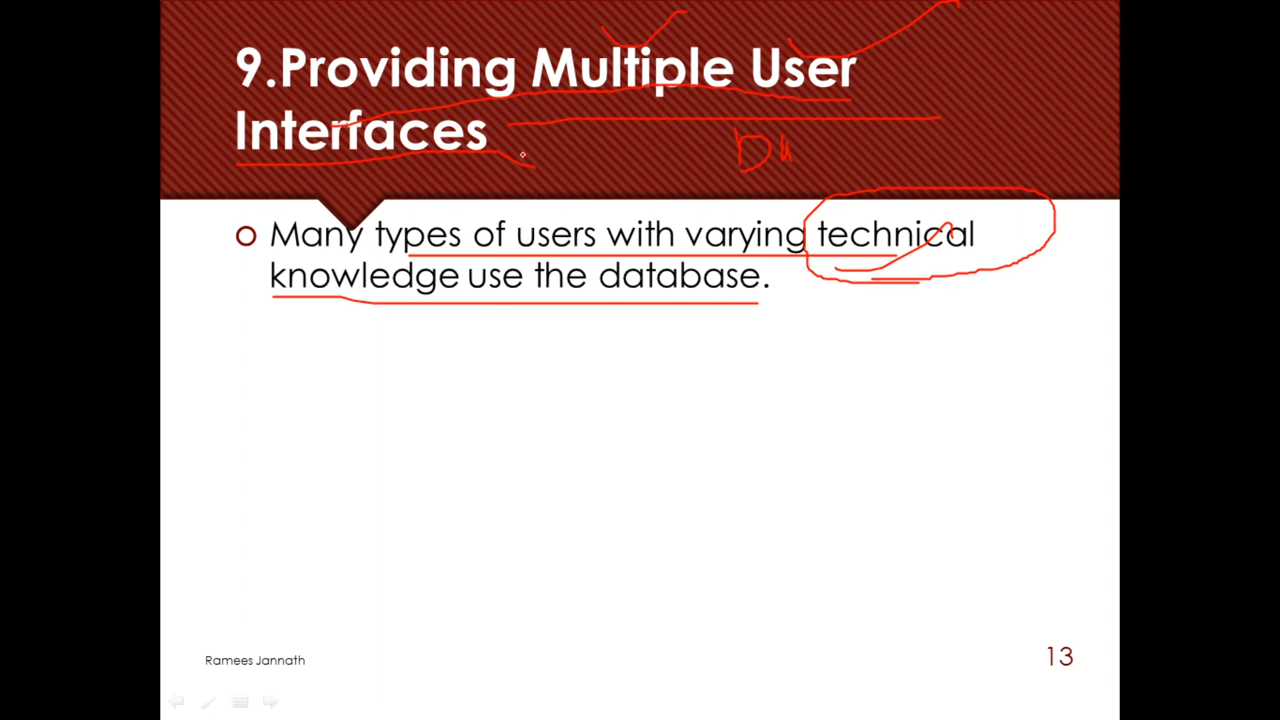 9.Providing Multiple User
Interfaces
Many types of users with varying technical
knowledge use the database.
Ramees Jannath
13